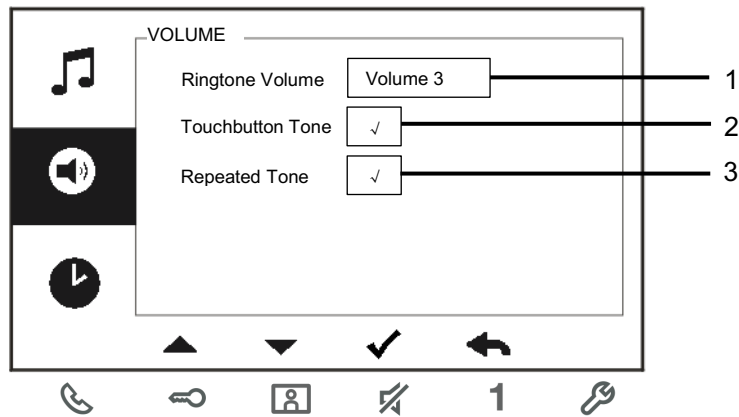 VOLUME
Ringtone Volume Volume 3 1
Touchbutton Tone √ 2
Repeated Tone √ 3
1